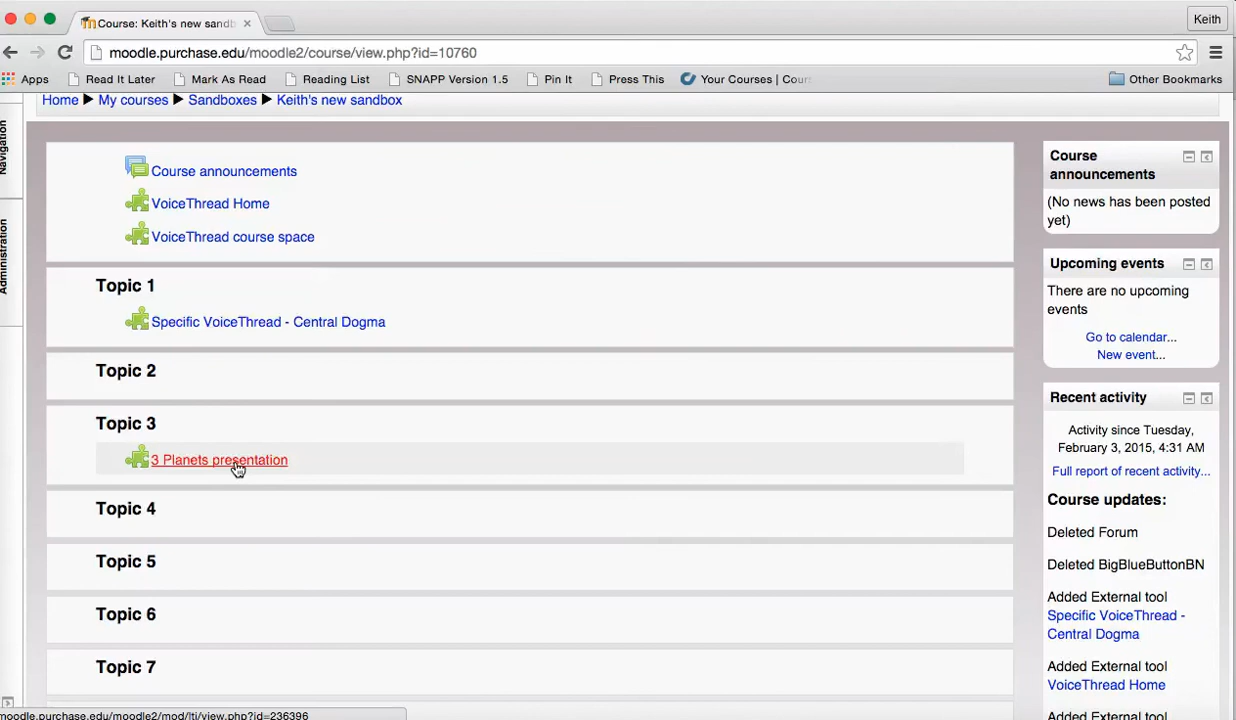 Course: Keith's new sandb
Keith
moodle.purchase.edu/moodle2/course/view.php?id=10760
Apps
Read It Later
Mark As Read
Reading List
SNAPP Version 1.5
Pin It
Press This
Your Courses | Cour
Other Bookmarks
Home ▶ My courses ▶ Sandboxes ▶ Keith's new sandbox
Navigation
Administration
Course announcements
VoiceThread Home
VoiceThread course space
Topic 1
Specific VoiceThread - Central Dogma
Topic 2
Topic 3
3 Planets presentation
Topic 4
Topic 5
Topic 6
Topic 7
Course
announcements
(No news has been posted
yet)
Upcoming events
There are no upcoming
events
Go to calendar...
New event...
Recent activity
Activity since Tuesday,
February 3, 2015, 4:31 AM
Full report of recent activity...
Course updates:
Deleted Forum
Deleted BigBlueButtonBN
Added External tool
Specific VoiceThread -
Central Dogma
Added External tool
VoiceThread Home
Added External tool
moodle.purchase.edu/moodle2/mod/lti/view.php?id=236396